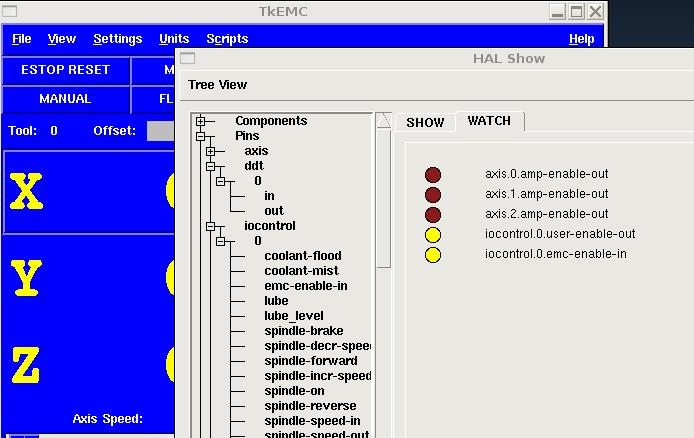 TkEMC
File View Settings Units Scripts Help
HAL Show
ESTOP RESET
MANUAL
Tool: 0 Offset:
X
Y
Z
Axis Speed:
Tree View
Components
Pins
axis
ddt
0
in
out
iocontrol
0
coolant-flood
coolant-mist
emc-enable-in
lube
lube_level
spindle-brake
spindle-decr-spee
spindle-forward
spindle-incr-speed
spindle-on
spindle-reverse
spindle-speed-in
spindle-speed-out
SHOW WATCH
axis.0.amp-enable-out
axis.1.amp-enable-out
axis.2.amp-enable-out
iocontrol.0.user-enable-out
iocontrol.0.emc-enable-in